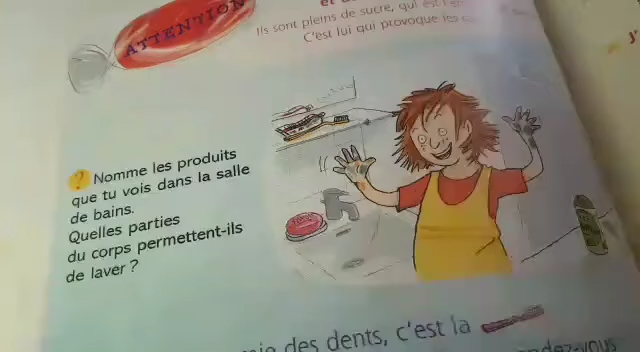 ATTENTION
Ils sont pleins de sucre, qui est l'en
C'est lui qui provoque les c
Nomme les produits
que tu vois dans la salle
de bains.
Quelles parties
du corps permettent-ils
de laver ?
des dents, c'est la